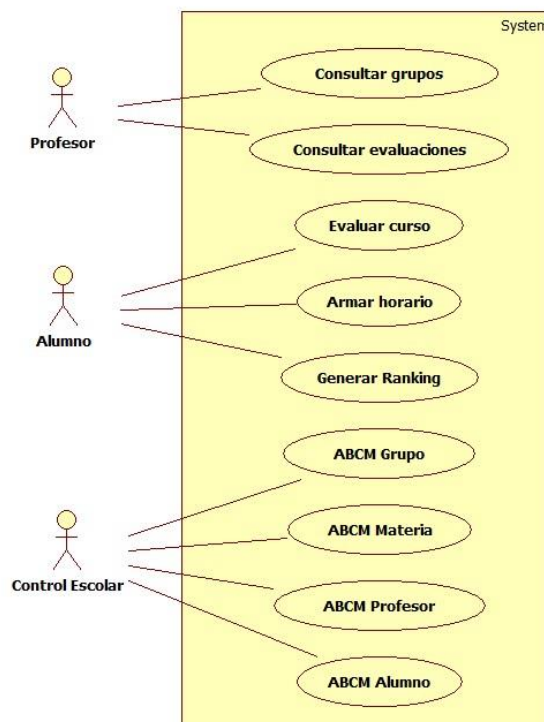 System
Consultar grupos
Profesor
Consultar evaluaciones
Evaluar curso
Armar horario
Alumno
Generar Ranking
ABCM Grupo
ABCM Materia
Control Escolar
ABCM Profesor
ABCM Alumno